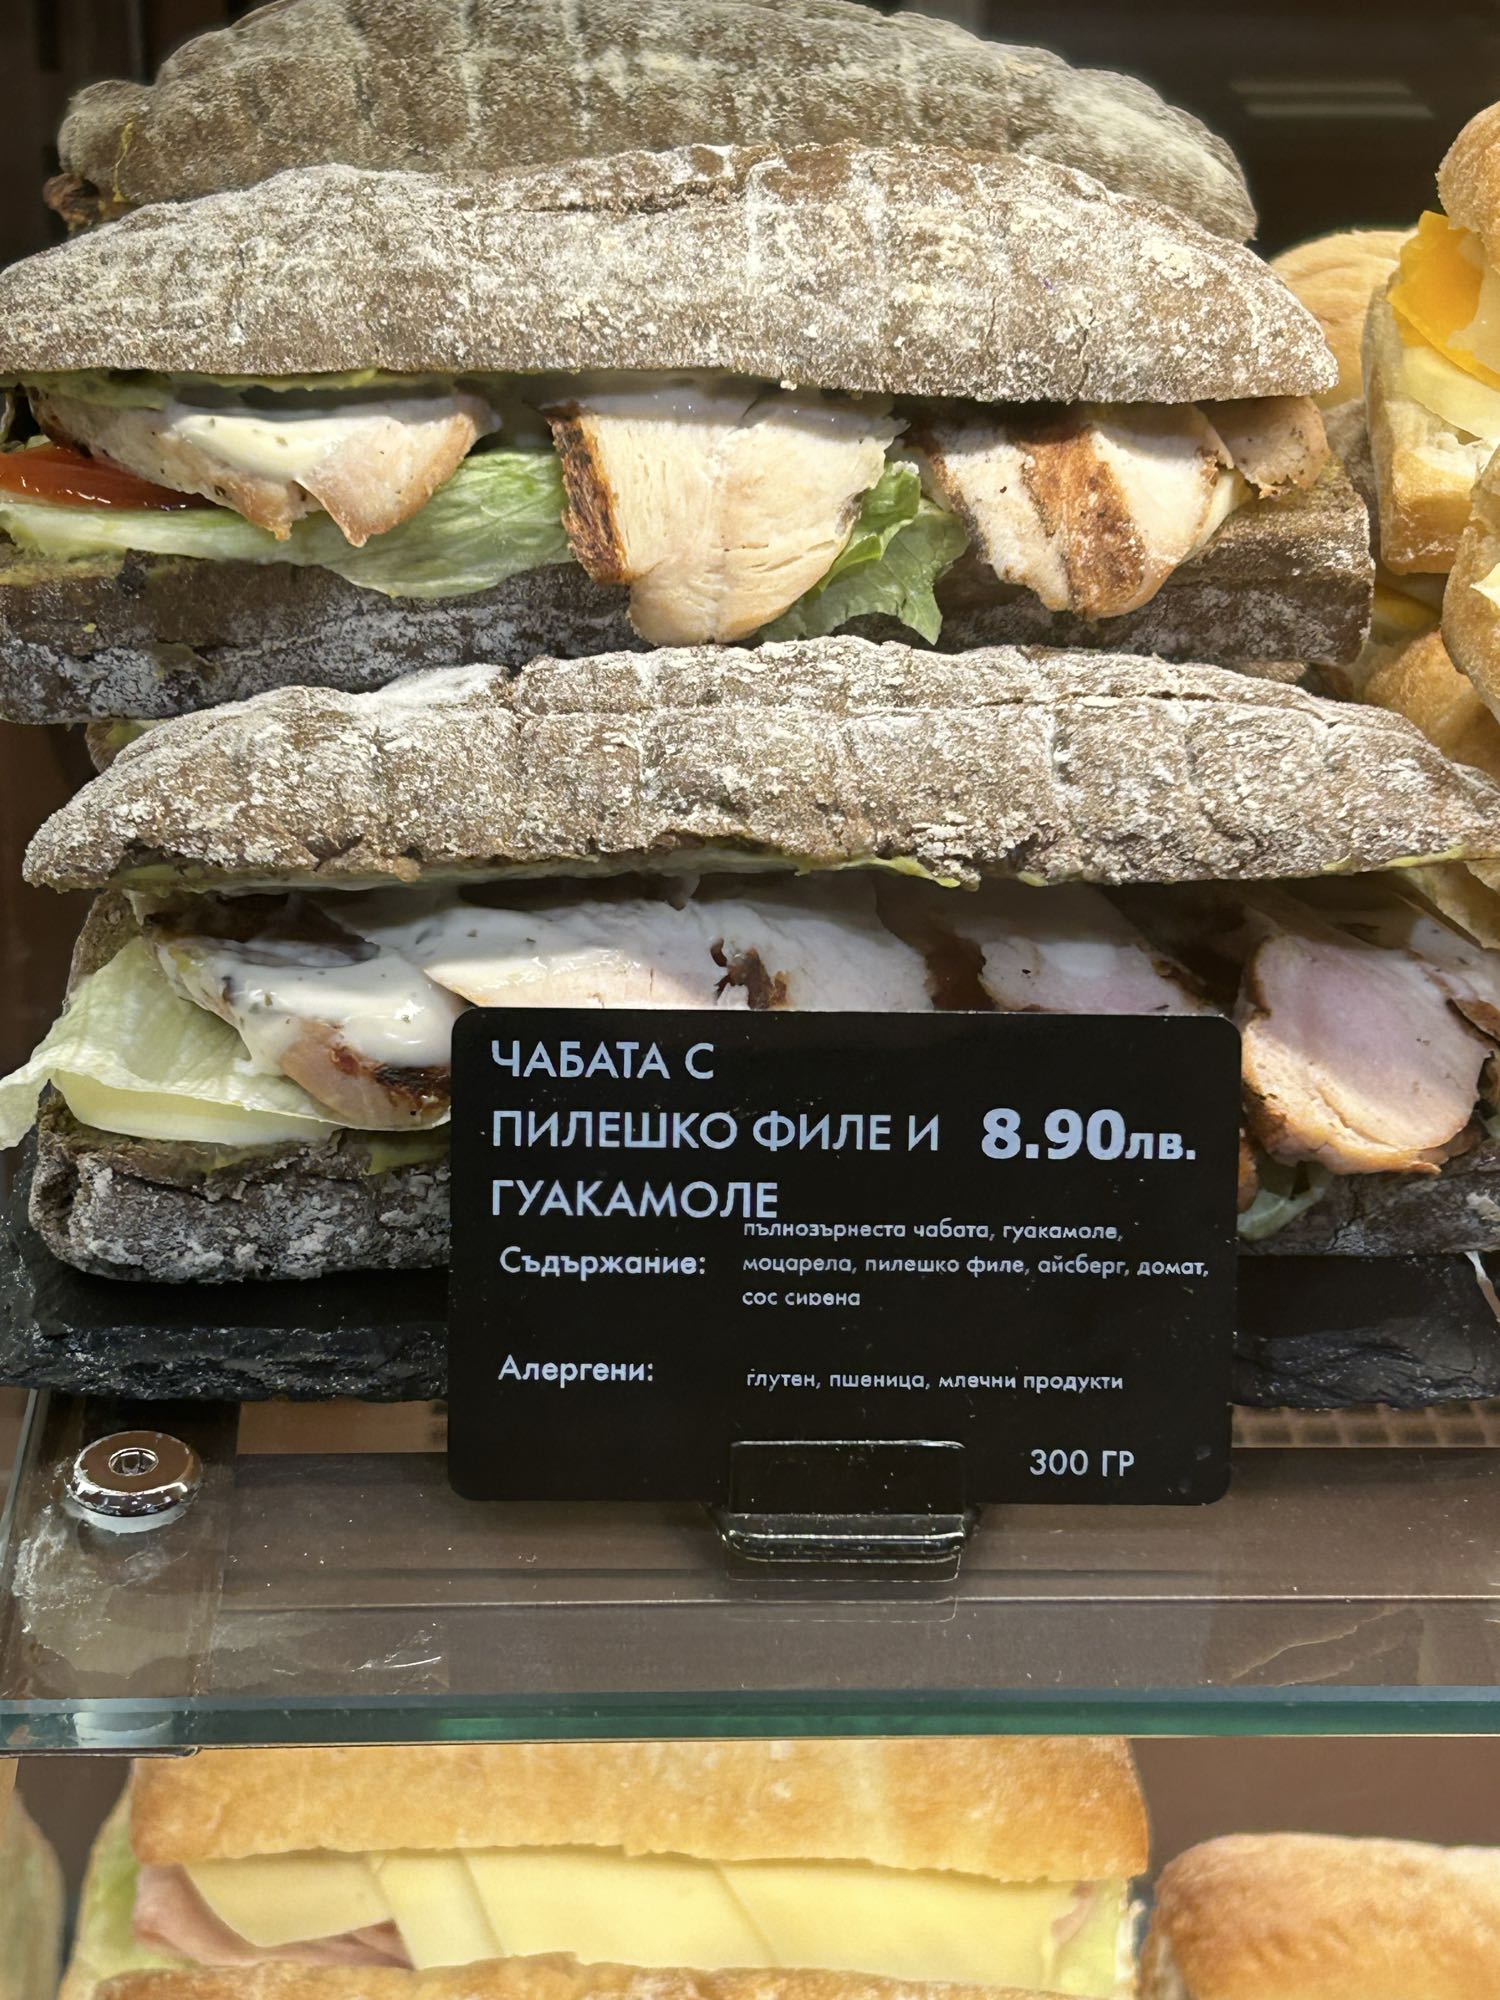 ЧАБАТА С
ПИЛЕШКО ФИЛЕ И 8.90лв.
ГУАКАМОЛЕ
Съдържание: пълнозърнеста чабата, гуакамоле,
моцарела, пилешко филе, айсберг, домат,
сос сирена
Алергени: глутен, пшеница, млечни продукти
300 ГР